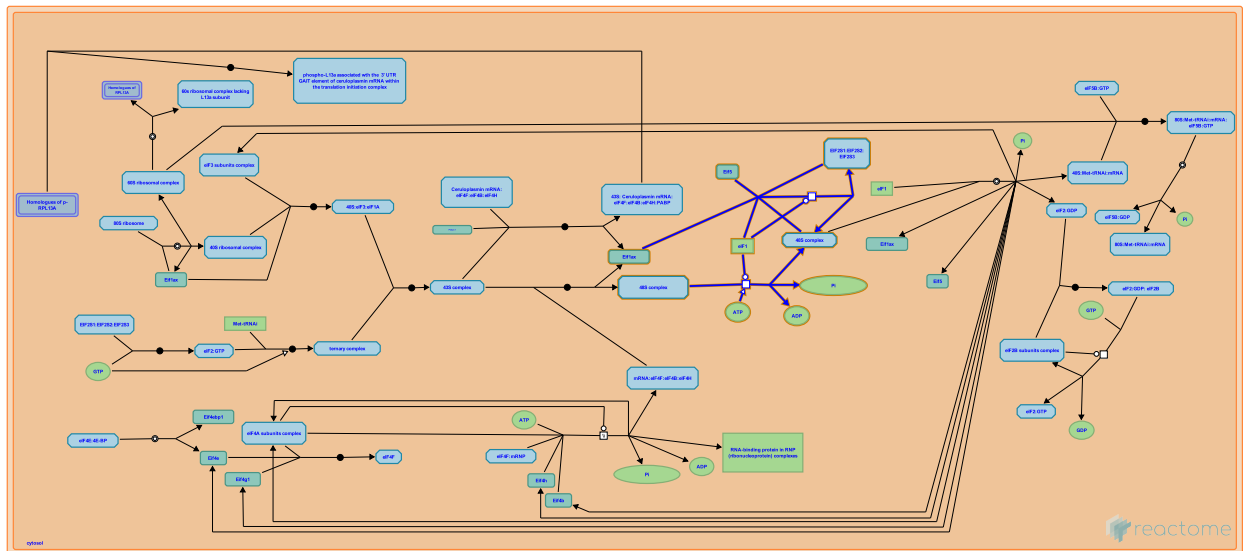 phospho-L13a associated wth the 3' UTR
GAIT element of ceruloplasmin mRNA within
the translation initiation complex
Homologues of
RPL13A
60s ribosomal complex lacking
L13a subunit
eIF5B:GTP
80S:Met-tRNAi:mRNA:
eIF5B:GTP
Pi
EIF2S1:EIF2S2:
EIF2S3
eIF3 subunits complex
40S:Met-tRNAi:mRNA
Eif5
60S ribosomal complex
Ceruloplasmin mRNA:
eIF4F:eIF4B:eIF4H
43S: Ceruloplasmin mRNA:
eIF4F:eIF4B:eIF4H:PABP
eIF1
Homologues of p-
RPL13A
40S:eIF3:eIF1A
eIF2:GDP
eIF5B:GDP
Pi
80S ribosome
40S ribosomal complex
eIF1
48S complex
Eif1ax
80S:Met-tRNAi:mRNA
Eif1ax
Eif1ax
Eif5
43S complex
48S complex
Pi
eIF2:GDP: eIF2B
ATP
ADP
GTP
EIF2S1:EIF2S2:EIF2S3
Met-tRNAi
eIF2:GTP
ternary complex
eIF2B subunits complex
GTP
mRNA:eIF4F:eIF4B:eIF4H
eIF2:GTP
GDP
Eif4ebp1
ATP
eIF4E:4E-BP
eIF4A subunits complex
RNA-binding protein in RNP
(ribonucleoprotein) complexes
Eif4e
eIF4F
eIF4F:mRNP
Eif4g1
Eif4h
Pi
ADP
Eif4b
cytosol
reactome